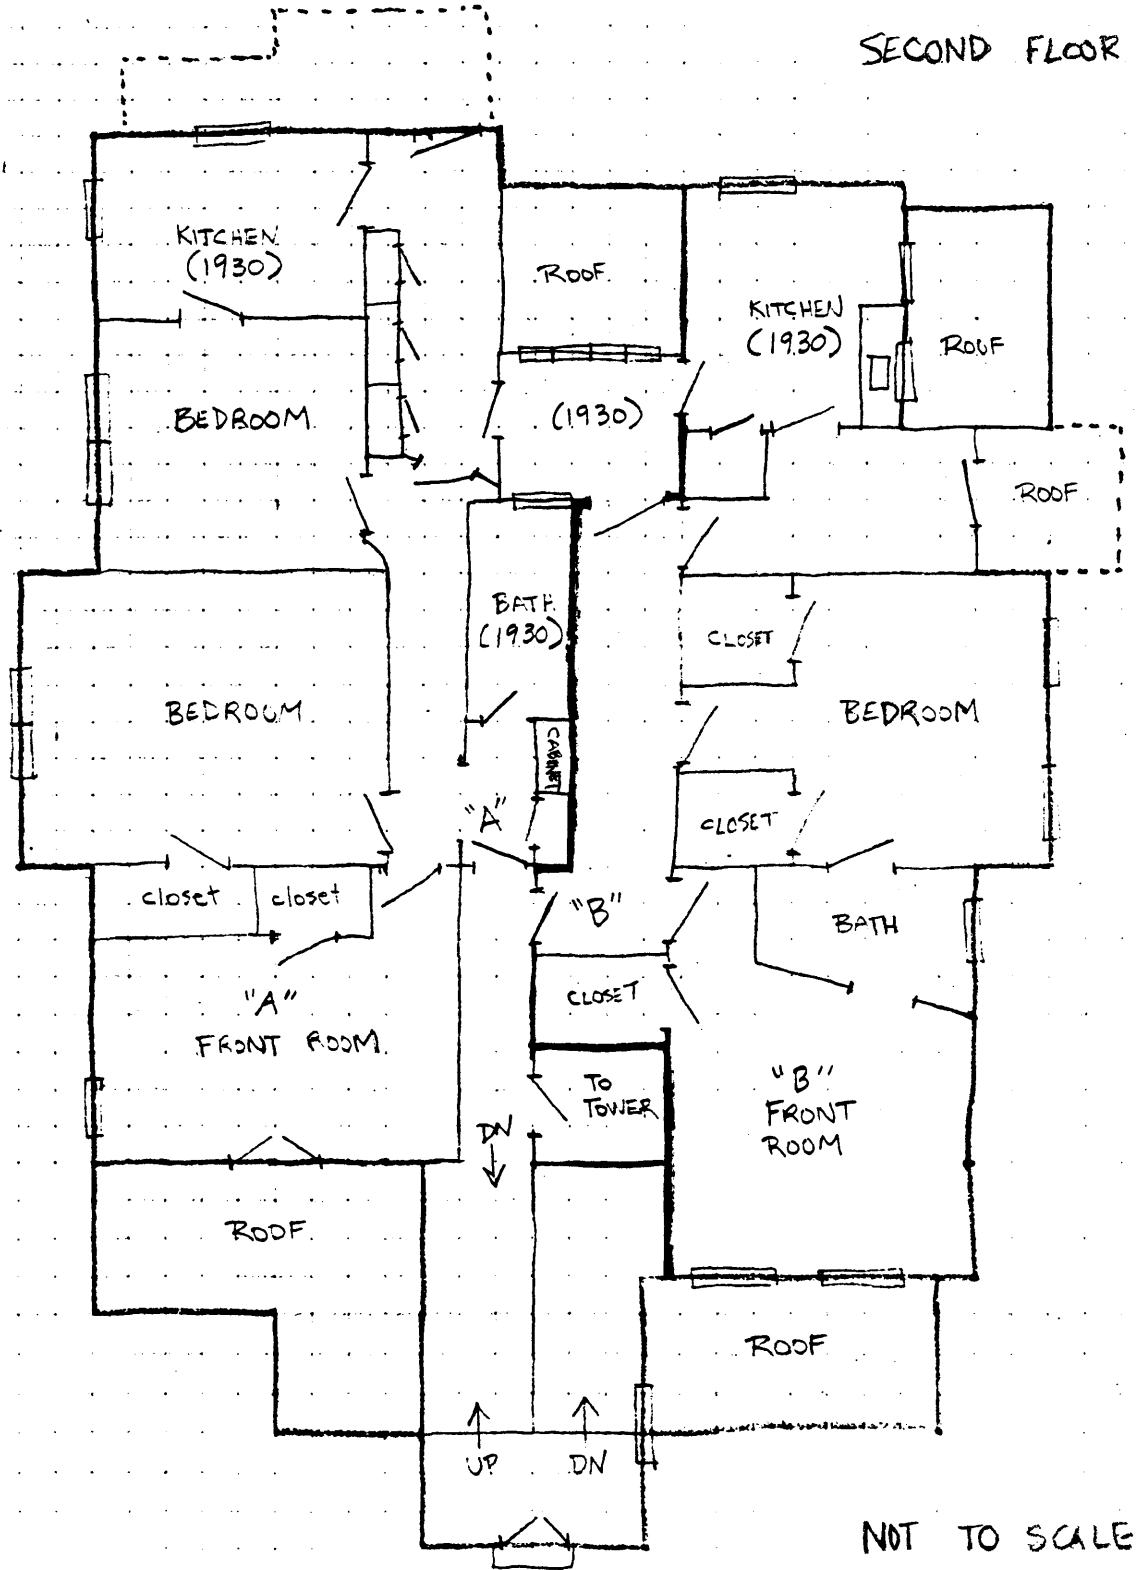 SECOND FLOOR
KITCHEN
(1930)
ROOF
KITCHEN
(1930)
ROOF
BEDROOM
(1930)
ROOF
BATH
(1930)
CLOSET
BEDROOM
BEDROOM
CABINET
"A"
CLOSET
closet
closet
"B"
BATH
CLOSET
"A"
FRONT ROOM
TO
TOWER
"B"
FRONT
ROOM
DN
ROOF
ROOF
UP
DN
NOT TO SCALE